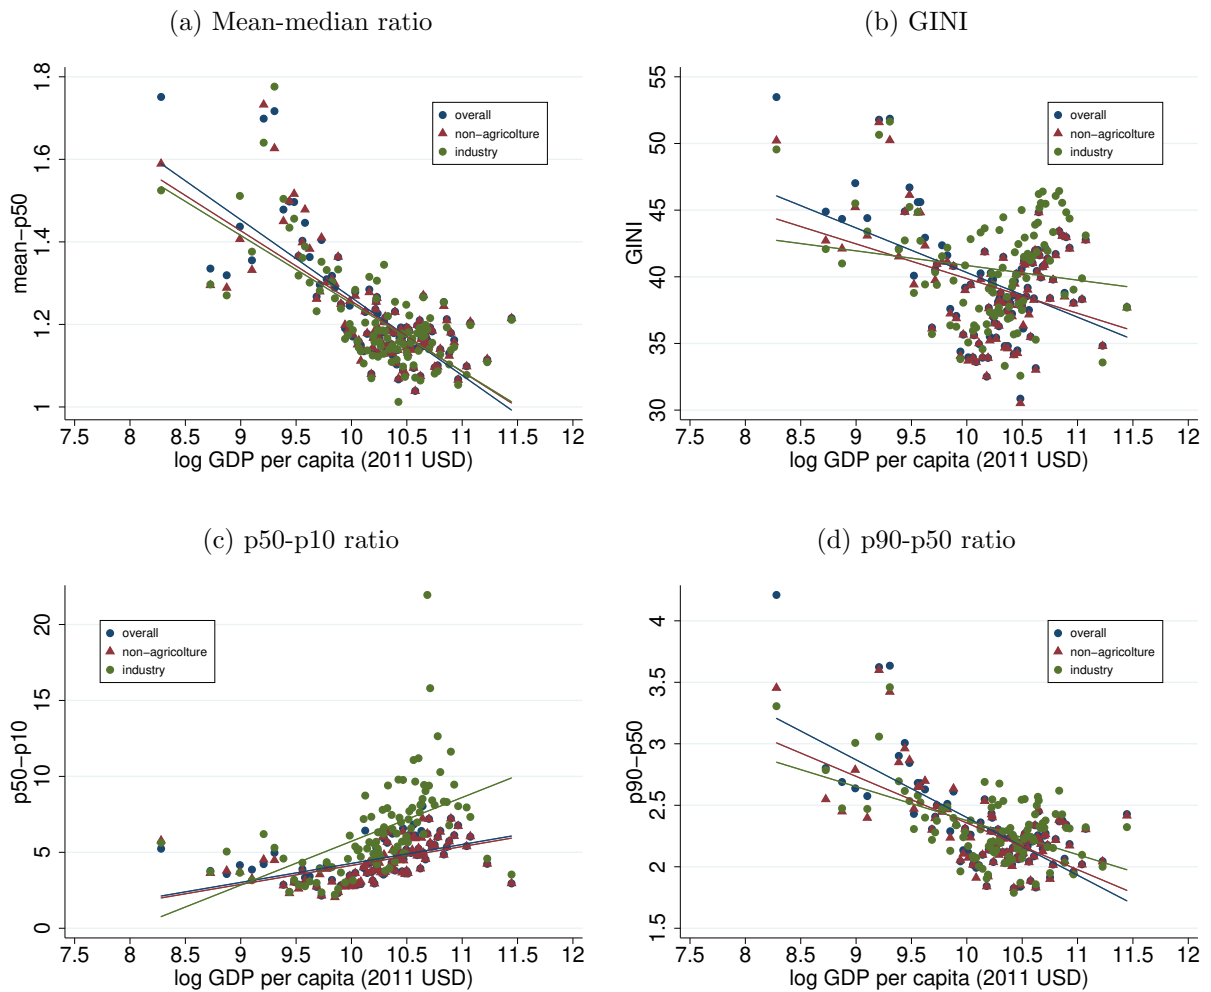 (a) Mean-median ratio
1.8
1.6
1.4
1.2
1
mean−p50
overall
non−agricolture
industry
7.5 8 8.5 9 9.5 10 10.5 11 11.5 12
log GDP per capita (2011 USD)
(b) GINI
55
50
45
40
35
30
GINI
overall
non−agricolture
industry
7.5 8 8.5 9 9.5 10 10.5 11 11.5 12
log GDP per capita (2011 USD)
(c) p50-p10 ratio
20
15
10
5
0
p50−p10
overall
non−agricolture
industry
7.5 8 8.5 9 9.5 10 10.5 11 11.5 12
log GDP per capita (2011 USD)
(d) p90-p50 ratio
4
3.5
3
2.5
2
1.5
p90−p50
overall
non−agricolture
industry
7.5 8 8.5 9 9.5 10 10.5 11 11.5 12
log GDP per capita (2011 USD)